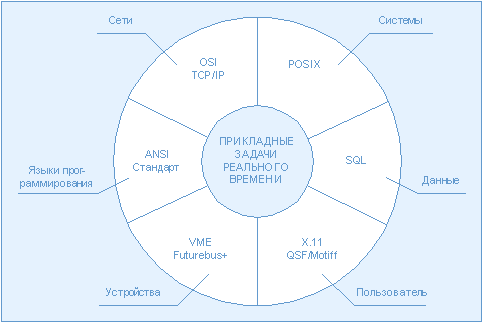 Сети
Системы
OSI
TCP/IP
POSIX
ANSI
Стандарт
ПРИКЛАДНЫЕ
ЗАДАЧИ
РЕАЛЬНОГО
ВРЕМЕНИ
SQL
Языки прог-
раммирования
Данные
VME
Futurebus+
X.11
QSF/Motiff
Устройства
Пользователь